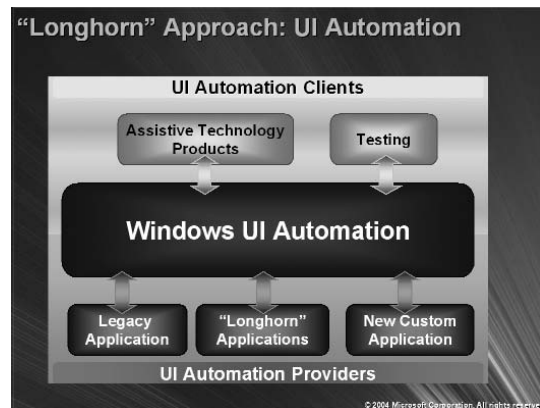 “Longhorn” Approach: UI Automation
UI Automation Clients
Assistive Technology
Products
Testing
Windows UI Automation
Legacy
Application
“Longhorn”
Applications
New Custom
Application
UI Automation Providers
© 2004 Microsoft Corporation. All rights reserve